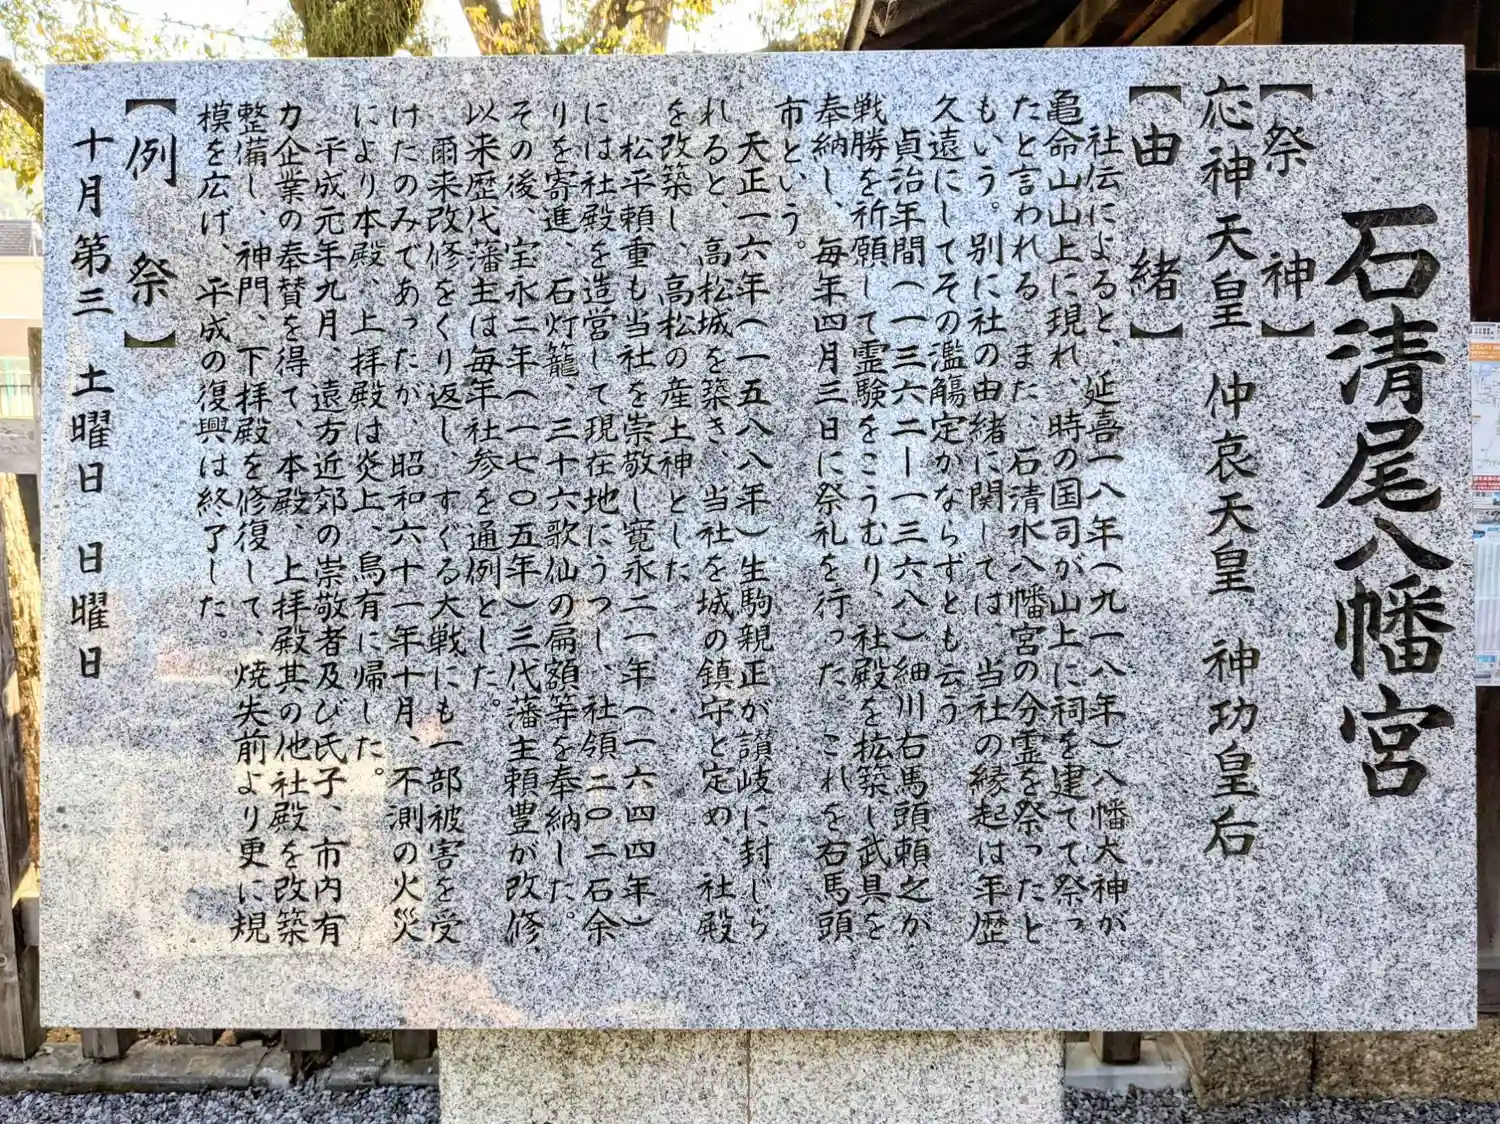 石清尾八幡宮
【祭神】
応神天皇 仲哀天皇 神功皇后
【由緒】
社伝によると、延喜一八年(九一八年)八幡大神が
亀命山山上に現れ、時の国司が山上に祠を建てて祭っ
たと言われる。また、石清水八幡宮の分霊を祭ったと
もいう。別に社の由緒に関しては、当社の縁起は年歴
久遠にしてその濫觴定かならずとも云う
貞治年間(一三六二ー一三六八)細川右馬頭頼之が
戦勝を祈願して霊験をこうむり、社殿を拡築し武具を
奉納し、毎年四月三日に祭礼を行った。これを右馬頭
市という。
天正一六年(一五八八年)生駒親正が讃岐に封じら
れると、高松城を築き、当社を城の鎮守と定め、社殿
を改築し、高松の産土神とした
松平頼重も当社を崇敬し寛永二一年(一六四四年)
には社殿を造営して現在地にうつし、社領二〇二石余
りを寄進、石灯籠、三十六歌仙の扁額等を奉納した。
その後、宝永二年(一七〇五年)三代藩主頼豊が改修、
以来歴代藩主は毎年社参を通例とした。
爾来改修をくり返し、すぐる大戦にも一部被害を受
けたのみであったが、昭和六十一年十月、不測の火災
により本殿、上拝殿は炎上、烏有に帰した。
平成元年九月、遠方近郊の崇敬者及び氏子、市内有
力企業の奉賛を得て、本殿、上拝殿其の他社殿を改築
整備し、神門、下拝殿を修復して、焼失前より更に規
模を広げ、平成の復興は終了した。
【例祭】
十月第三 土曜日 日曜日